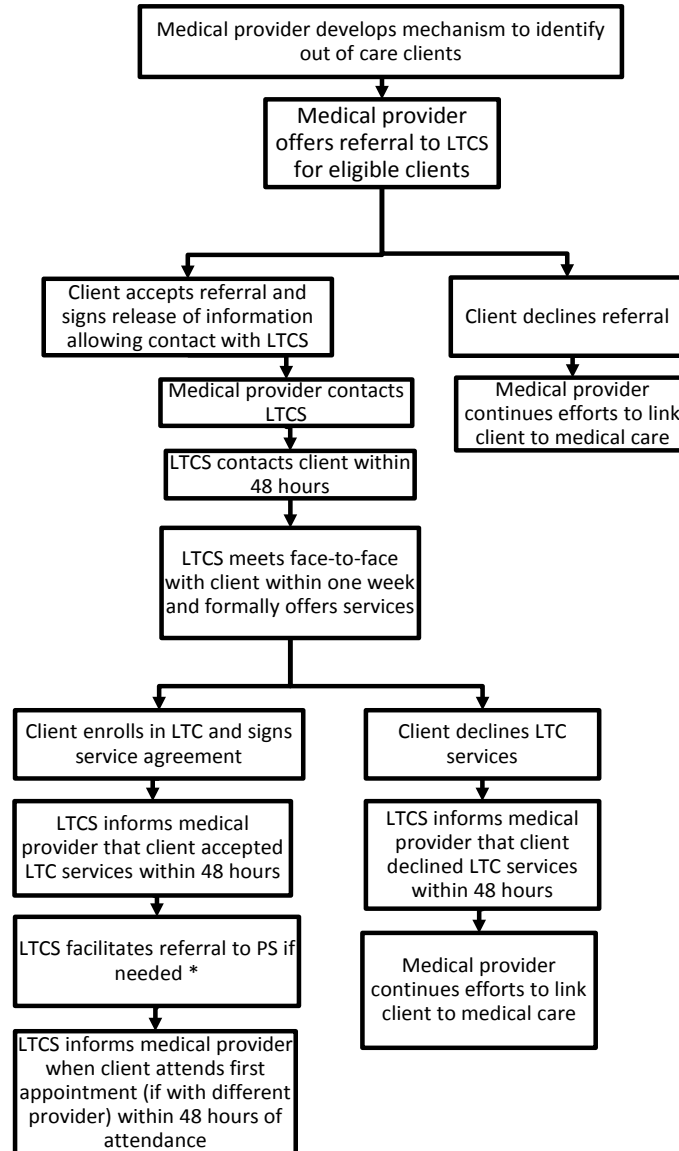 Medical provider develops mechanism to identify
out of care clients
Medical provider
offers referral to LTCS
for eligible clients
Client accepts referral and
signs release of information
allowing contact with LTCS
Client declines referral
Medical provider contacts
LTCS
Medical provider
continues efforts to link
client to medical care
LTCS contacts client within
48 hours
LTCS meets face-to-face
with client within one week
and formally offers services
Client enrolls in LTC and signs
service agreement
Client declines LTC
services
LTCS informs medical
provider that client accepted
LTC services within 48 hours
LTCS informs medical
provider that client
declined LTC services
within 48 hours
LTCS facilitates referral to PS if
needed *
Medical provider
continues efforts to link
client to medical care
LTCS informs medical provider
when client attends first
appointment (if with different
provider) within 48 hours of
attendance